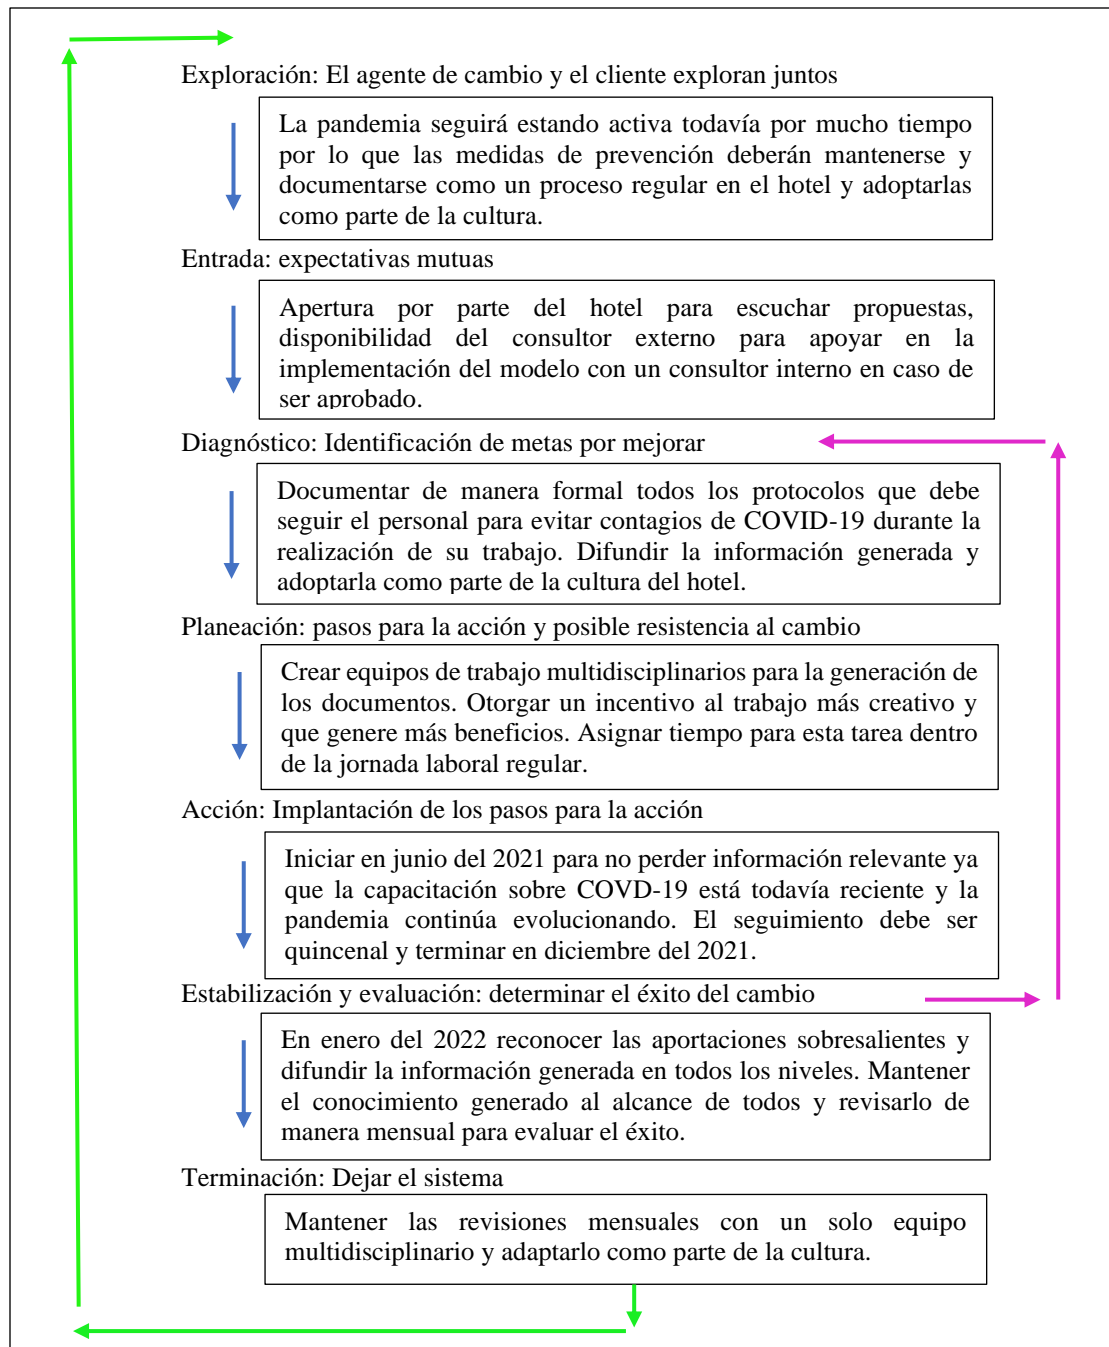 Exploración: El agente de cambio y el cliente exploran juntos
La pandemia seguirá estando activa todavía por mucho tiempo
por lo que las medidas de prevención deberán mantenerse y
documentarse como un proceso regular en el hotel y adoptarlas
como parte de la cultura.
Entrada: expectativas mutuas
Apertura por parte del hotel para escuchar propuestas,
disponibilidad del consultor externo para apoyar en la
implementación del modelo con un consultor interno en caso de
ser aprobado.
Diagnóstico: Identificación de metas por mejorar
Documentar de manera formal todos los protocolos que debe
seguir el personal para evitar contagios de COVID-19 durante la
realización de su trabajo. Difundir la información generada y
adoptarla como parte de la cultura del hotel.
Planeación: pasos para la acción y posible resistencia al cambio
Crear equipos de trabajo multidisciplinarios para la generación de
los documentos. Otorgar un incentivo al trabajo más creativo y
que genere más beneficios. Asignar tiempo para esta tarea dentro
de la jornada laboral regular.
Acción: Implantación de los pasos para la acción
Iniciar en junio del 2021 para no perder información relevante ya
que la capacitación sobre COVD-19 está todavía reciente y la
pandemia continúa evolucionando. El seguimiento debe ser
quincenal y terminar en diciembre del 2021.
Estabilización y evaluación: determinar el éxito del cambio
En enero del 2022 reconocer las aportaciones sobresalientes y
difundir la información generada en todos los niveles. Mantener
el conocimiento generado al alcance de todos y revisarlo de
manera mensual para evaluar el éxito.
Terminación: Dejar el sistema
Mantener las revisiones mensuales con un solo equipo
multidisciplinario y adaptarlo como parte de la cultura.